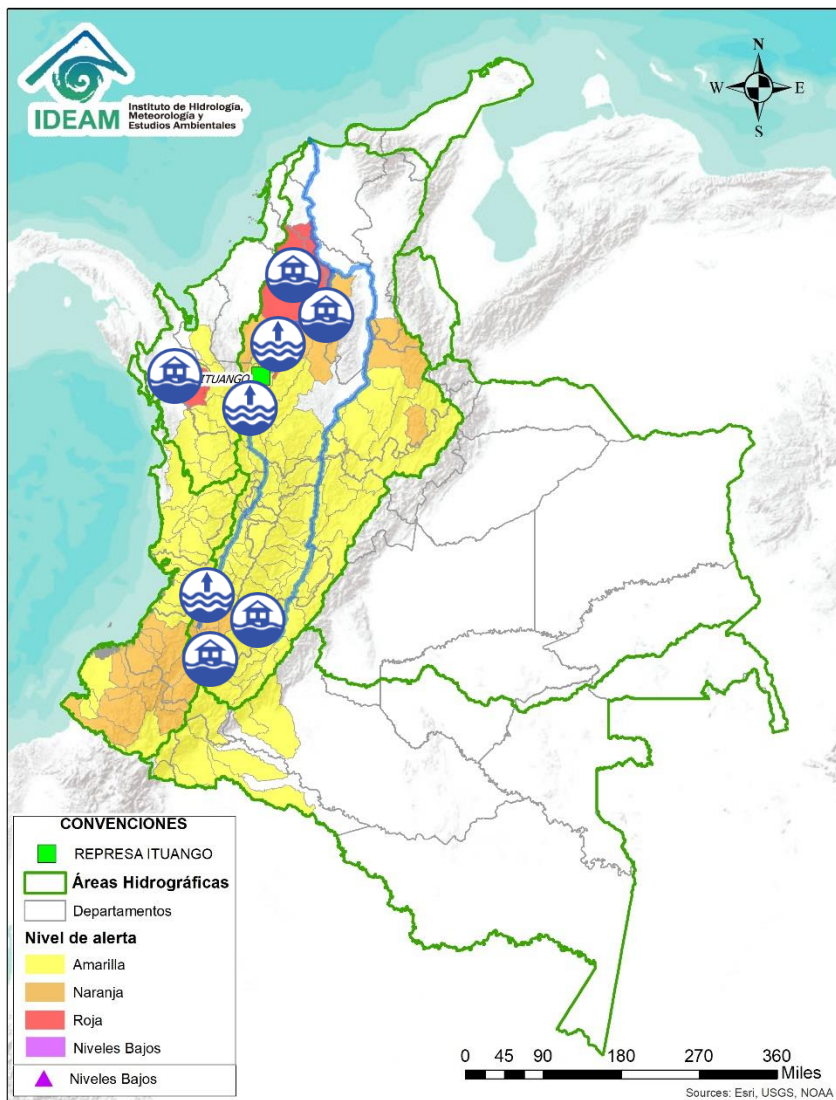 IDEAM
Instituto de Hidrología,
Meteorología y
Estudios Ambientales
N
W
E
S
ITUANGO
CONVENCIONES
REPRESA ITUANGO
Áreas Hidrográficas
Departamentos
Nivel de alerta
Amarilla
Naranja
Roja
Niveles Bajos
Niveles Bajos
0 45 90 180 270 360
Miles
Sources: Esri, USGS, NOAA